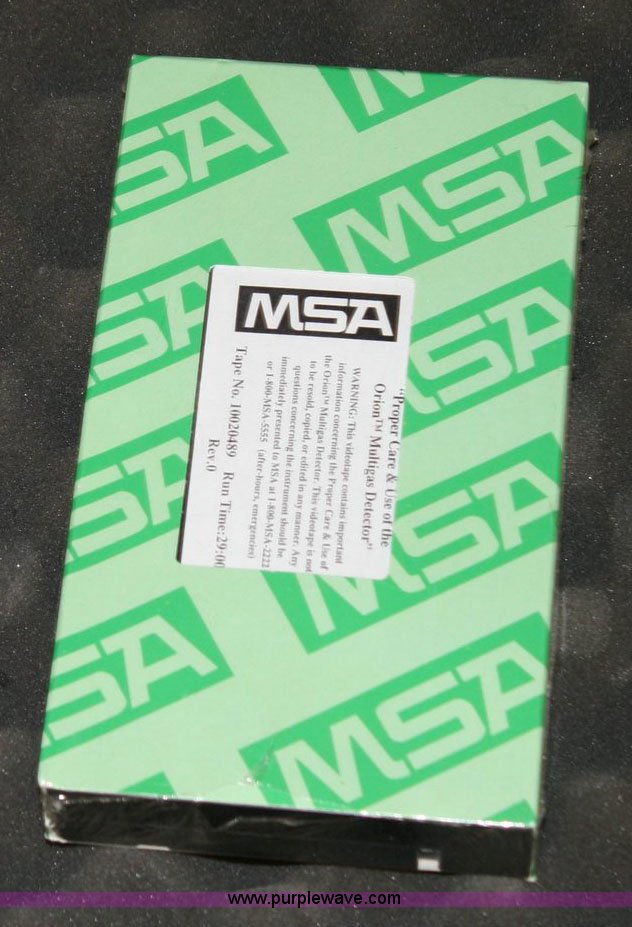 MSA
MSA
MSA
MSA
MSA
MSA
MSA
MSA
MSA
"Proper Care & Use of the
Orion™ Multigas Detector"
WARNING: This videotape contains important
information concerning the Proper Care & Use of
the Orion™ Multigas Detector. This videotape is not
to be resold, copied, or edited in any manner. Any
questions concerning the instrument should be
immediately presented to MSA at 1-800-MSA-2222
or 1-800-MSA-5555 (after-hours, emergencies)
Tape No. 10020489 Run Time:29:00
Rev.0
www.purplewave.com